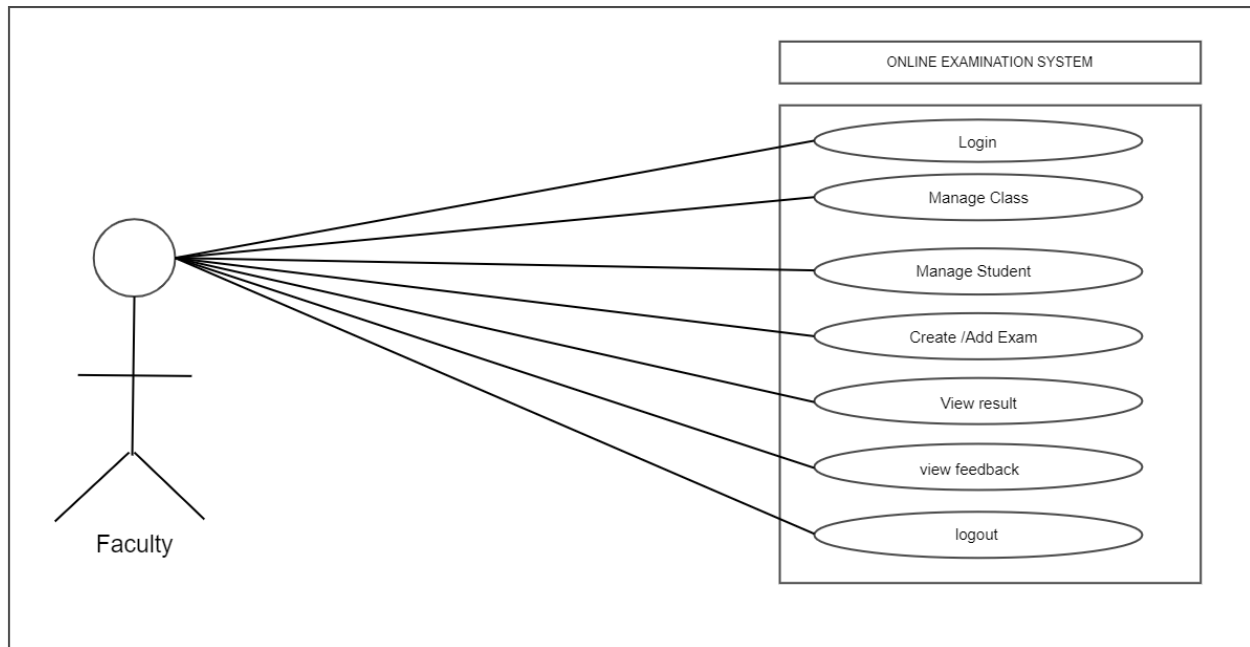 ONLINE EXAMINATION SYSTEM
Login
Manage Class
Manage Student
Create /Add Exam
View result
view feedback
logout
Faculty